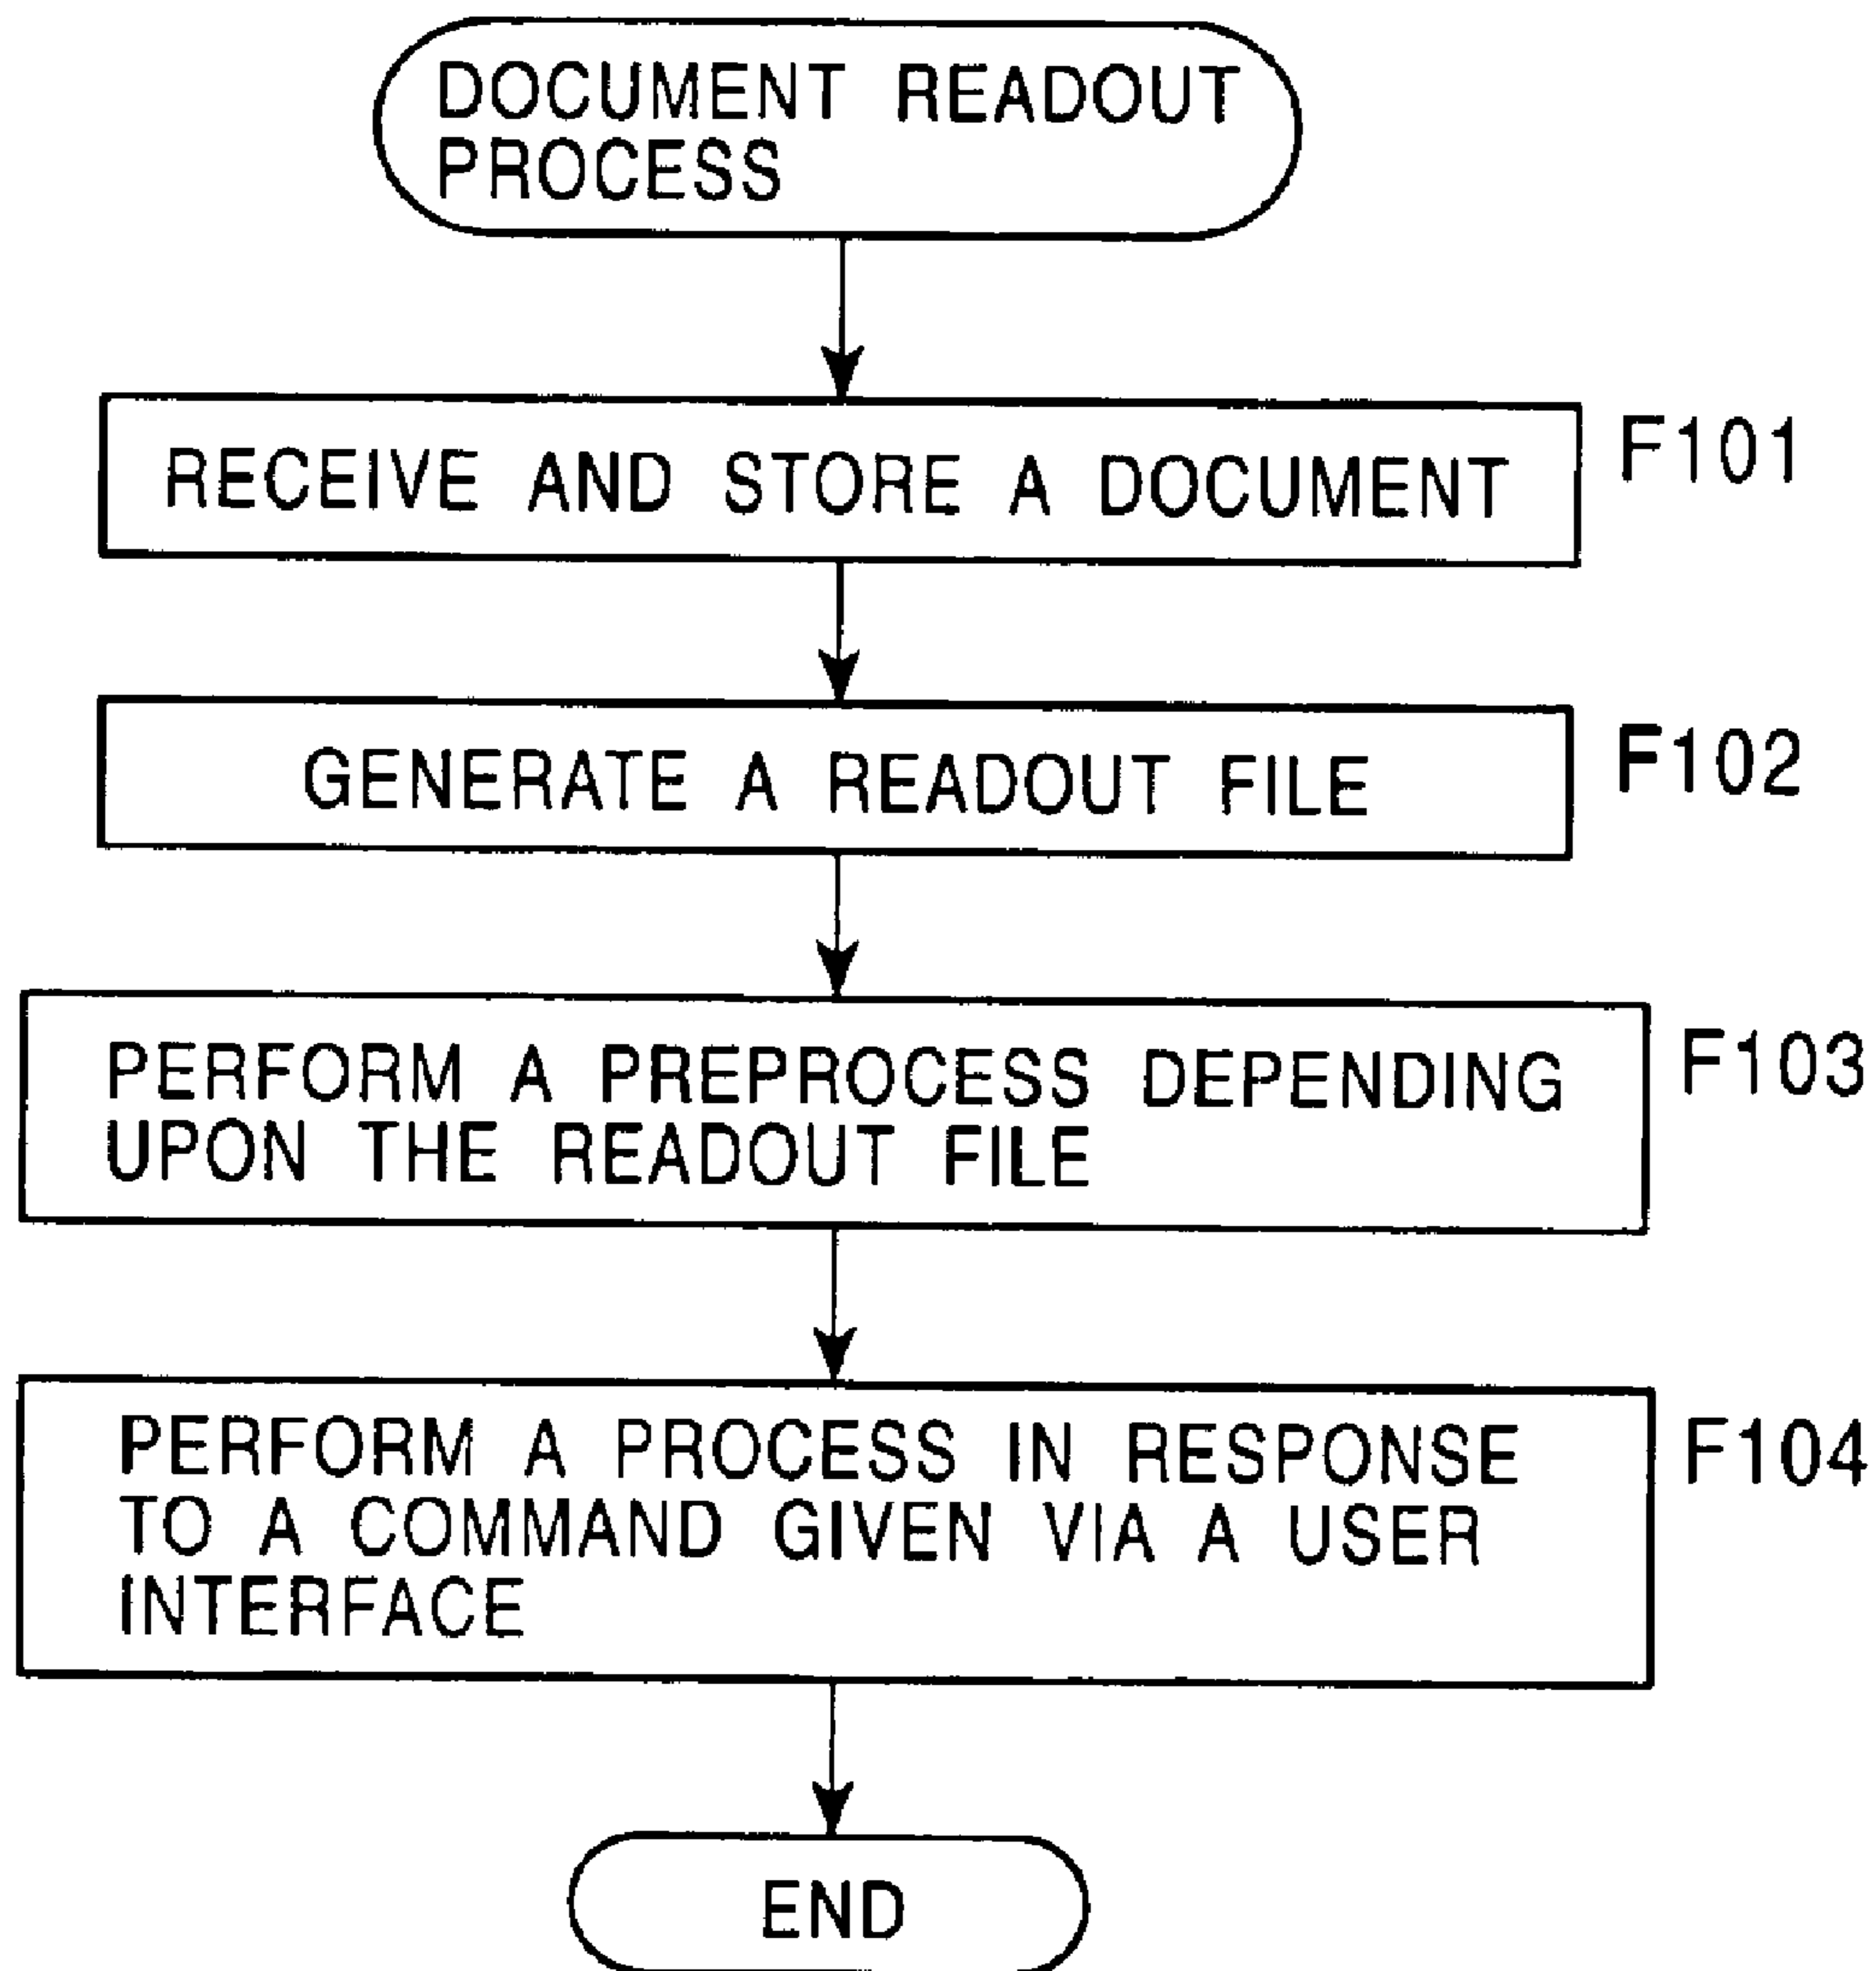 DOCUMENT READOUT
PROCESS
RECEIVE AND STORE A DOCUMENT
F101
GENERATE A READOUT FILE
F102
PERFORM A PREPROCESS DEPENDING
UPON THE READOUT FILE
F103
PERFORM A PROCESS IN RESPONSE
TO A COMMAND GIVEN VIA A USER
INTERFACE
F104
END